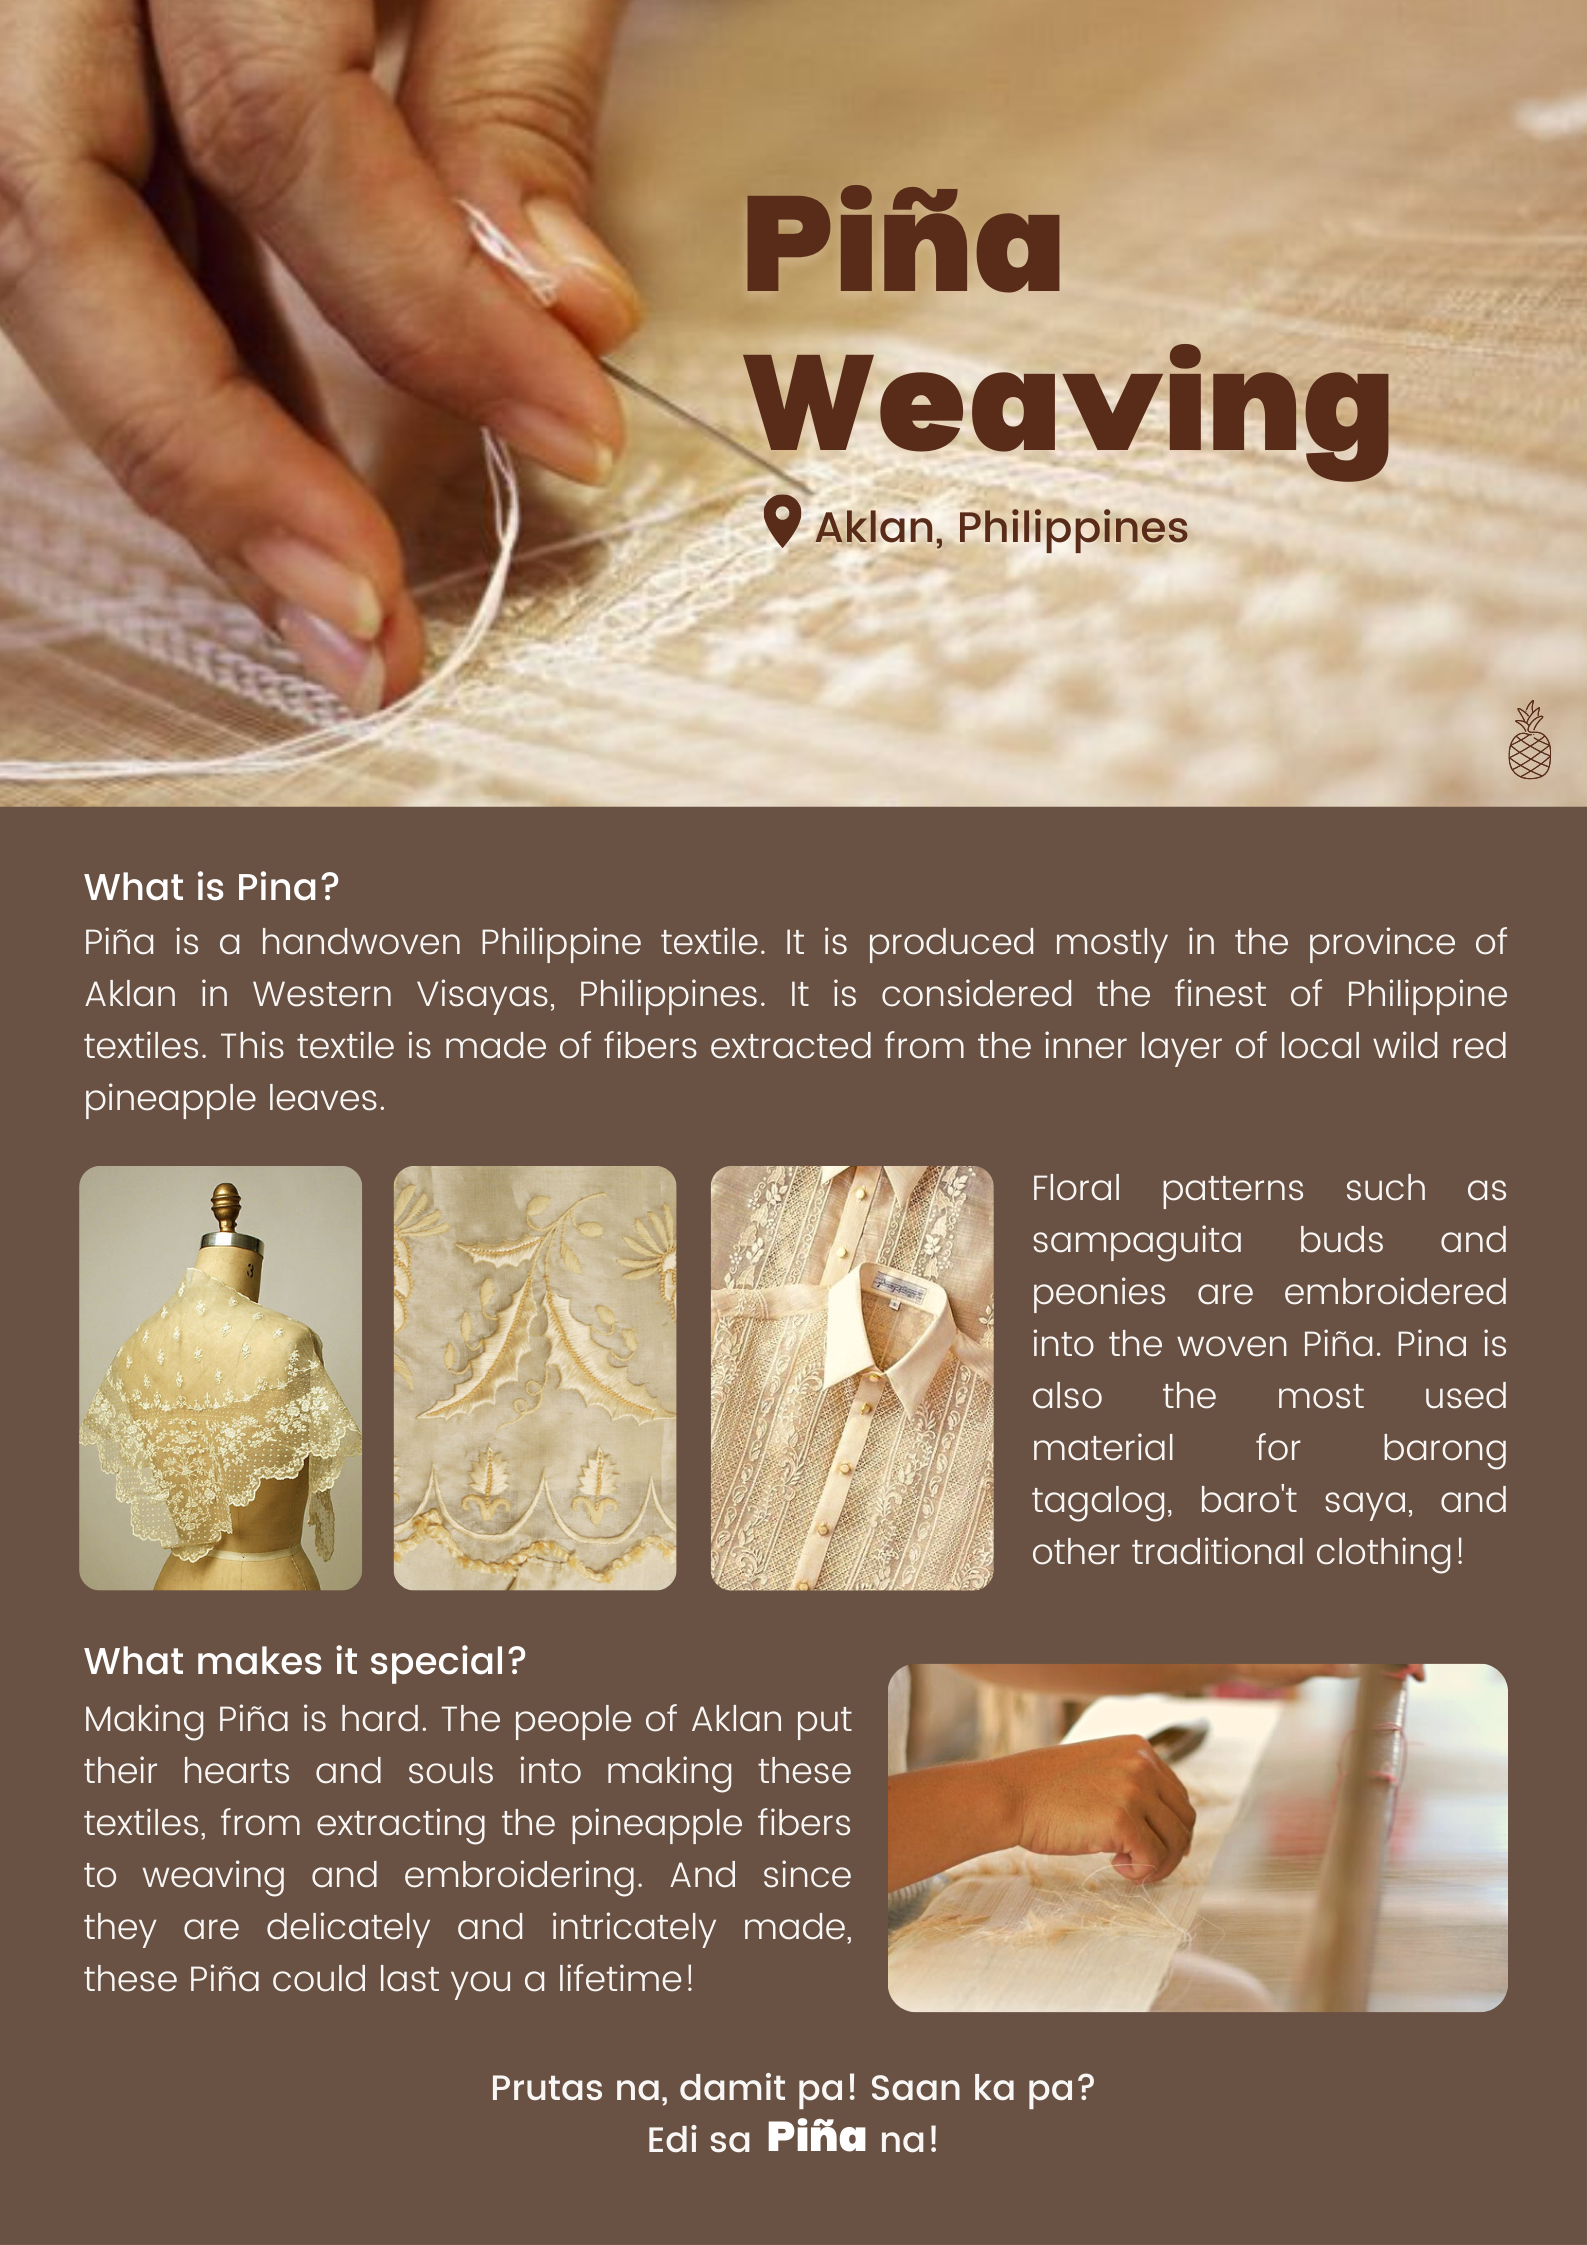 Piña
Weaving
Aklan, Philippines
What is Pina?
Piña is a handwoven Philippine textile. It is produced mostly in the province of
Aklan in Western Visayas, Philippines. It is considered the finest of Philippine
textiles. This textile is made of fibers extracted from the inner layer of local wild red
pineapple leaves.
3
Floral patterns such as
sampaguita buds and
peonies are embroidered
into the woven Piña. Pina is
also the most used
material for barong
tagalog, baro't saya, and
other traditional clothing!
What makes it special?
Making Piña is hard. The people of Aklan put
their hearts and souls into making these
textiles, from extracting the pineapple fibers
to weaving and embroidering. And since
they are delicately and intricately made,
these Piña could last you a lifetime!
Prutas na, damit pa! Saan ka pa?
Edi sa Piña na!